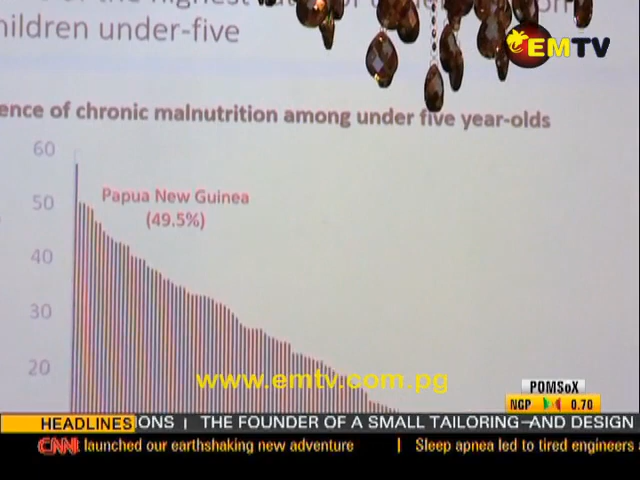 hildren under-five
EMTV
ence of chronic malnutrition among under five year-olds
60
Papua New Guinea
(49.5%)
50
40
30
20
www.emtv.com.pg
POMSoX
NGP 0.70
HEADLINES ONS | THE FOUNDER OF A SMALL TAILORING AND DESIGN
CNN launched our earthshaking new adventure | Sleep apnea led to tired engineers a